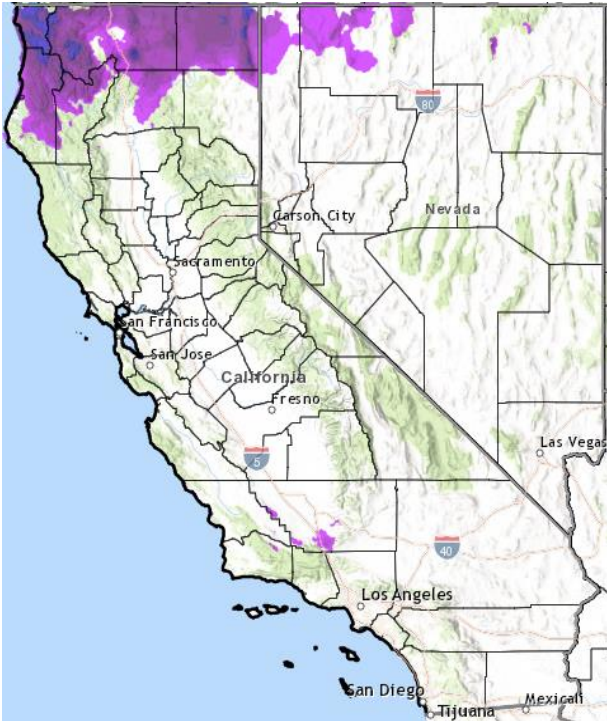 80
Carson City
Nevada
Sacramento
San Francisco
San Jose
California
Fresno
Las Vegas
5
40
Los Angeles
San Diego
Tijuana
Mexicali